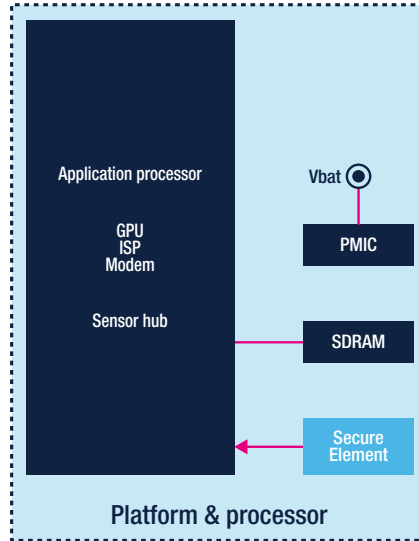 Application processor
GPU
ISP
Modem
Sensor hub
Vbat
PMIC
SDRAM
Secure
Element
Platform & processor